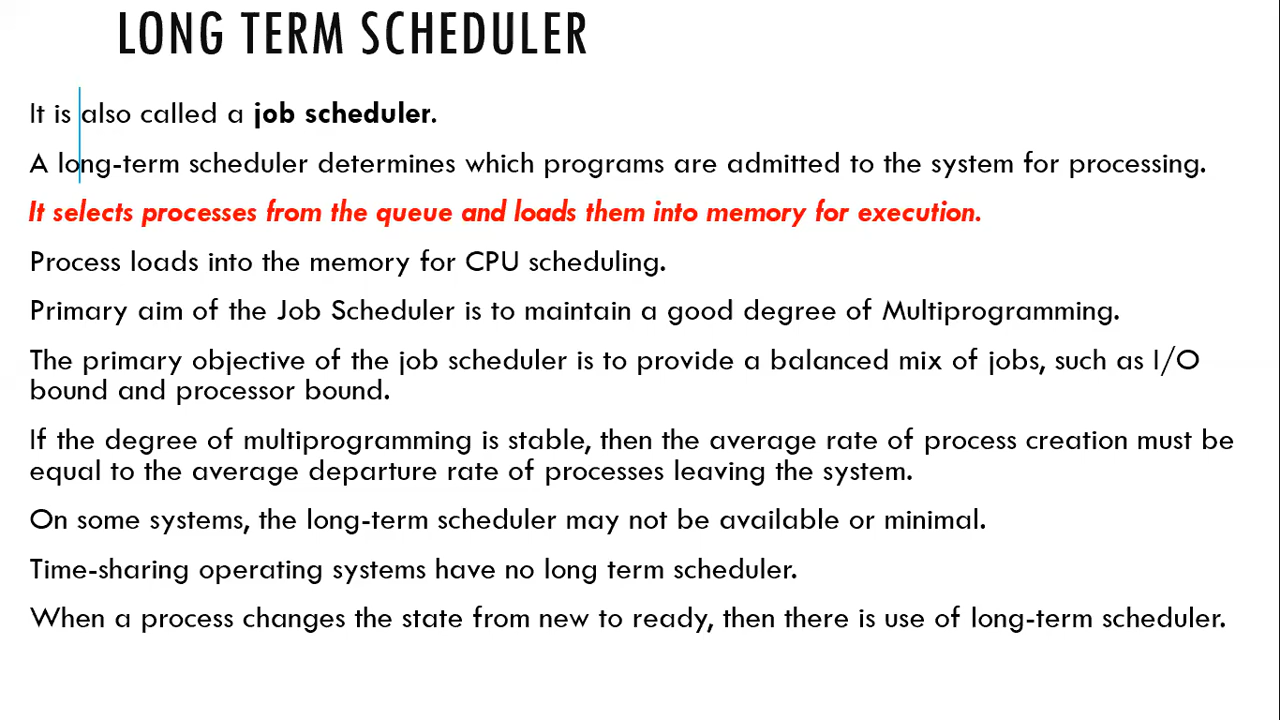 LONG TERM SCHEDULER
It is also called a job scheduler.
A long-term scheduler determines which programs are admitted to the system for processing.
It selects processes from the queue and loads them into memory for execution.
Process loads into the memory for CPU scheduling.
Primary aim of the Job Scheduler is to maintain a good degree of Multiprogramming.
The primary objective of the job scheduler is to provide a balanced mix of jobs, such as I/O
bound and processor bound.
If the degree of multiprogramming is stable, then the average rate of process creation must be
equal to the average departure rate of processes leaving the system.
On some systems, the long-term scheduler may not be available or minimal.
Time-sharing operating systems have no long term scheduler.
When a process changes the state from new to ready, then there is use of long-term scheduler.